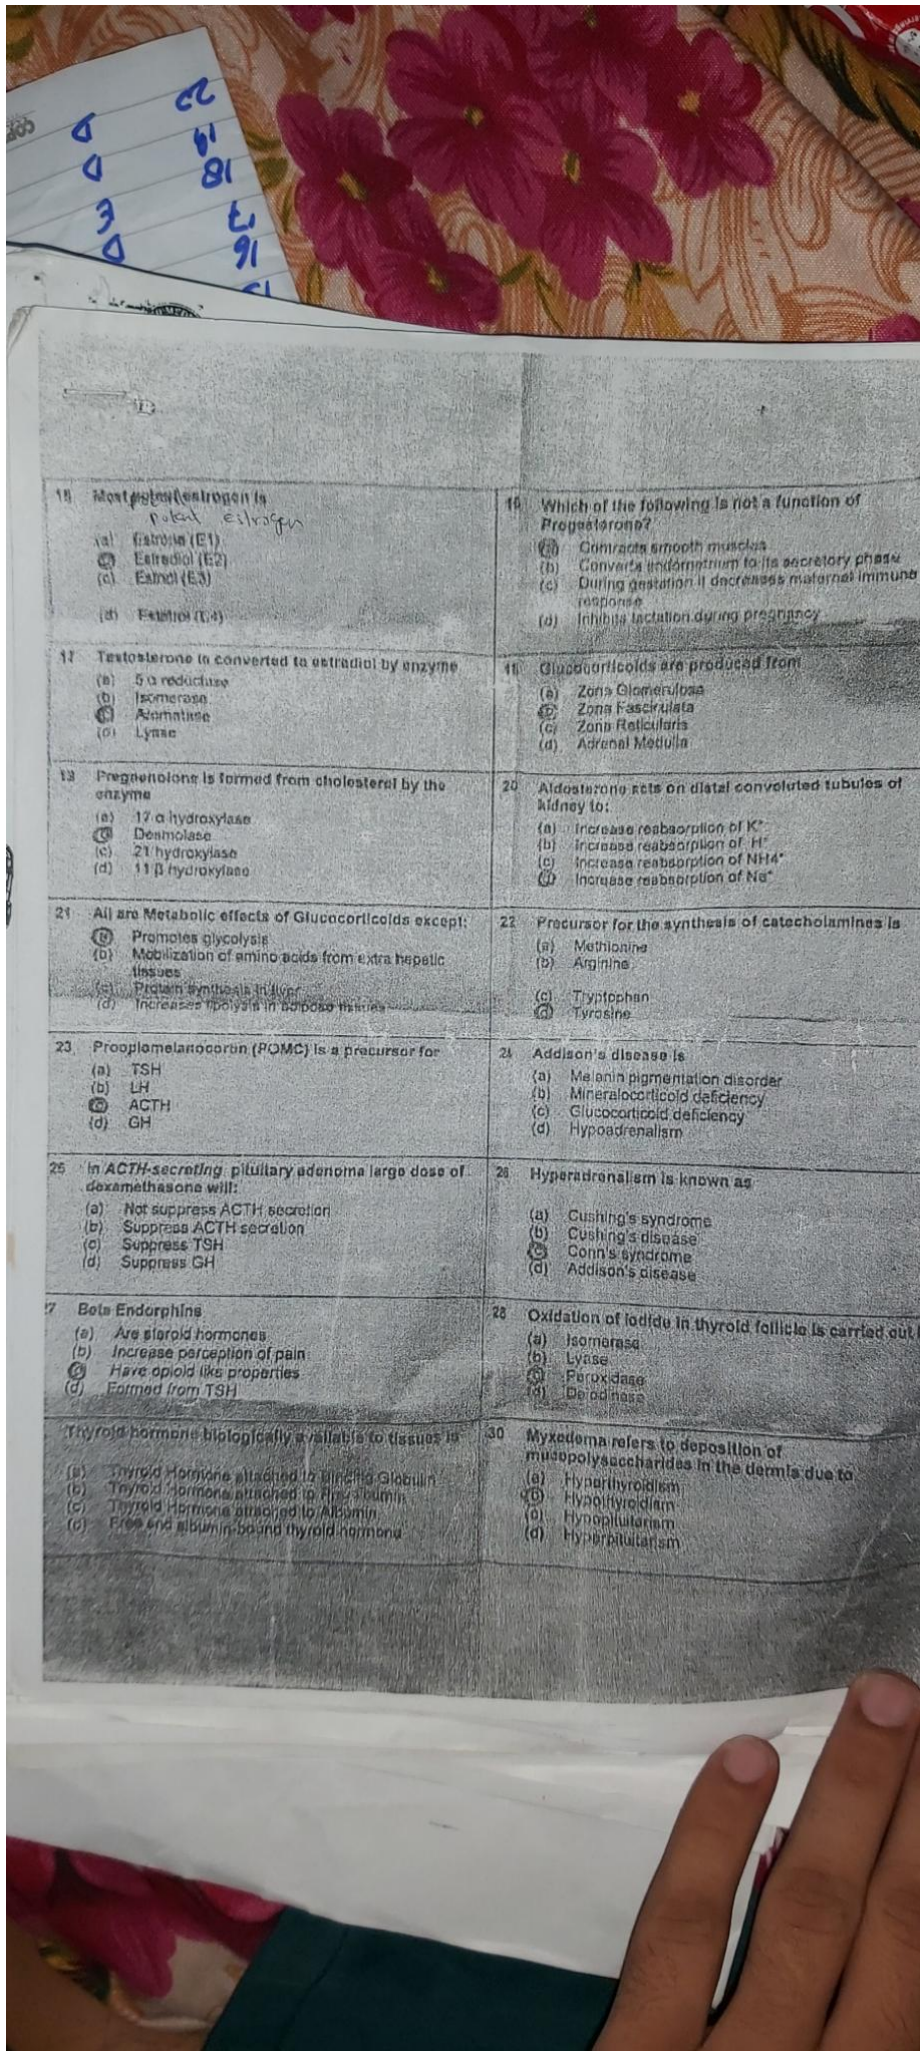 22
19 D
18 D
17 E
16 D
15 Most potent estrogen is
potent estrogen
(a) Estrone (E1)
Estradiol (E2)
(c) Estriol (E3)
(d) Estetrol (E4)
16 Which of the following is not a function of
Progesterone?
(a) Contracts smooth muscles
(b) Converts endometrium to its secretory phase
(c) During gestation it decreases maternal immune
response
(d) Inhibits lactation during pregnancy
17 Testosterone is converted to estradiol by enzyme
(a) 5 α reductase
(b) Isomerase
Aromatase
(d) Lyase
18 Glucocorticoids are produced from
(a) Zona Glomerulosa
(b) Zona Fascirulata
(c) Zona Reticularis
(d) Adrenal Medulla
19 Pregnenolone is formed from cholesterol by the
enzyme
(a) 17 α hydroxylase
Desmolase
(c) 21 hydroxylase
(d) 11 β hydroxylase
20 Aldosterone acts on distal convoluted tubules of
kidney to:
(a) Increase reabsorption of K+
(b) Increase reabsorption of H+
(c) Increase reabsorption of NH4+
(d) Increase reabsorption of Na+
21 All are Metabolic effects of Glucocorticoids except:
(a) Promotes glycolysis
(b) Mobilization of amino acids from extra hepatic
tissues
(c) Protein synthesis in liver
(d) Increases lipolysis in adipose tissues
22 Precursor for the synthesis of catecholamines is
(a) Methionine
(b) Arginine
(c) Tryptophan
(d) Tyrosine
23 Prooplomelanocortin (POMC) is a precursor for
(a) TSH
(b) LH
(c) ACTH
(d) GH
24 Addison's disease is
(a) Melanin pigmentation disorder
(b) Mineralocorticoid deficiency
(c) Glucocorticoid deficiency
(d) Hypoadrenalism
25 In ACTH-secreting pituitary adenoma large dose of
dexamethasone will:
(a) Not suppress ACTH secretion
(b) Suppress ACTH secretion
(c) Suppress TSH
(d) Suppress GH
26 Hyperadrenalism is known as
(a) Cushing's syndrome
(b) Cushing's disease
(c) Conn's syndrome
(d) Addison's disease
27 Beta Endorphins
(a) Are steroid hormones
(b) Increase perception of pain
(c) Have opioid like properties
(d) Formed from TSH
28 Oxidation of iodide in thyroid follicle is carried out
(a) Isomerase
(b) Lyase
(c) Peroxidase
(d) Deiodinase
Thyroid hormone biologically available to tissues is
(a) Thyroid Hormone attached to Binding Globulin
(b) Thyroid Hormone attached to
(c) Thyroid Hormone attached to Albumin
(d) Free and albumin-bound thyroid hormone
30 Myxedema refers to deposition of
mucopolysaccharides in the dermis due to
(a) Hyperthyroidism
(b) Hypothyroidism
(c) Hypopituitarism
(d) Hyperpituitarism